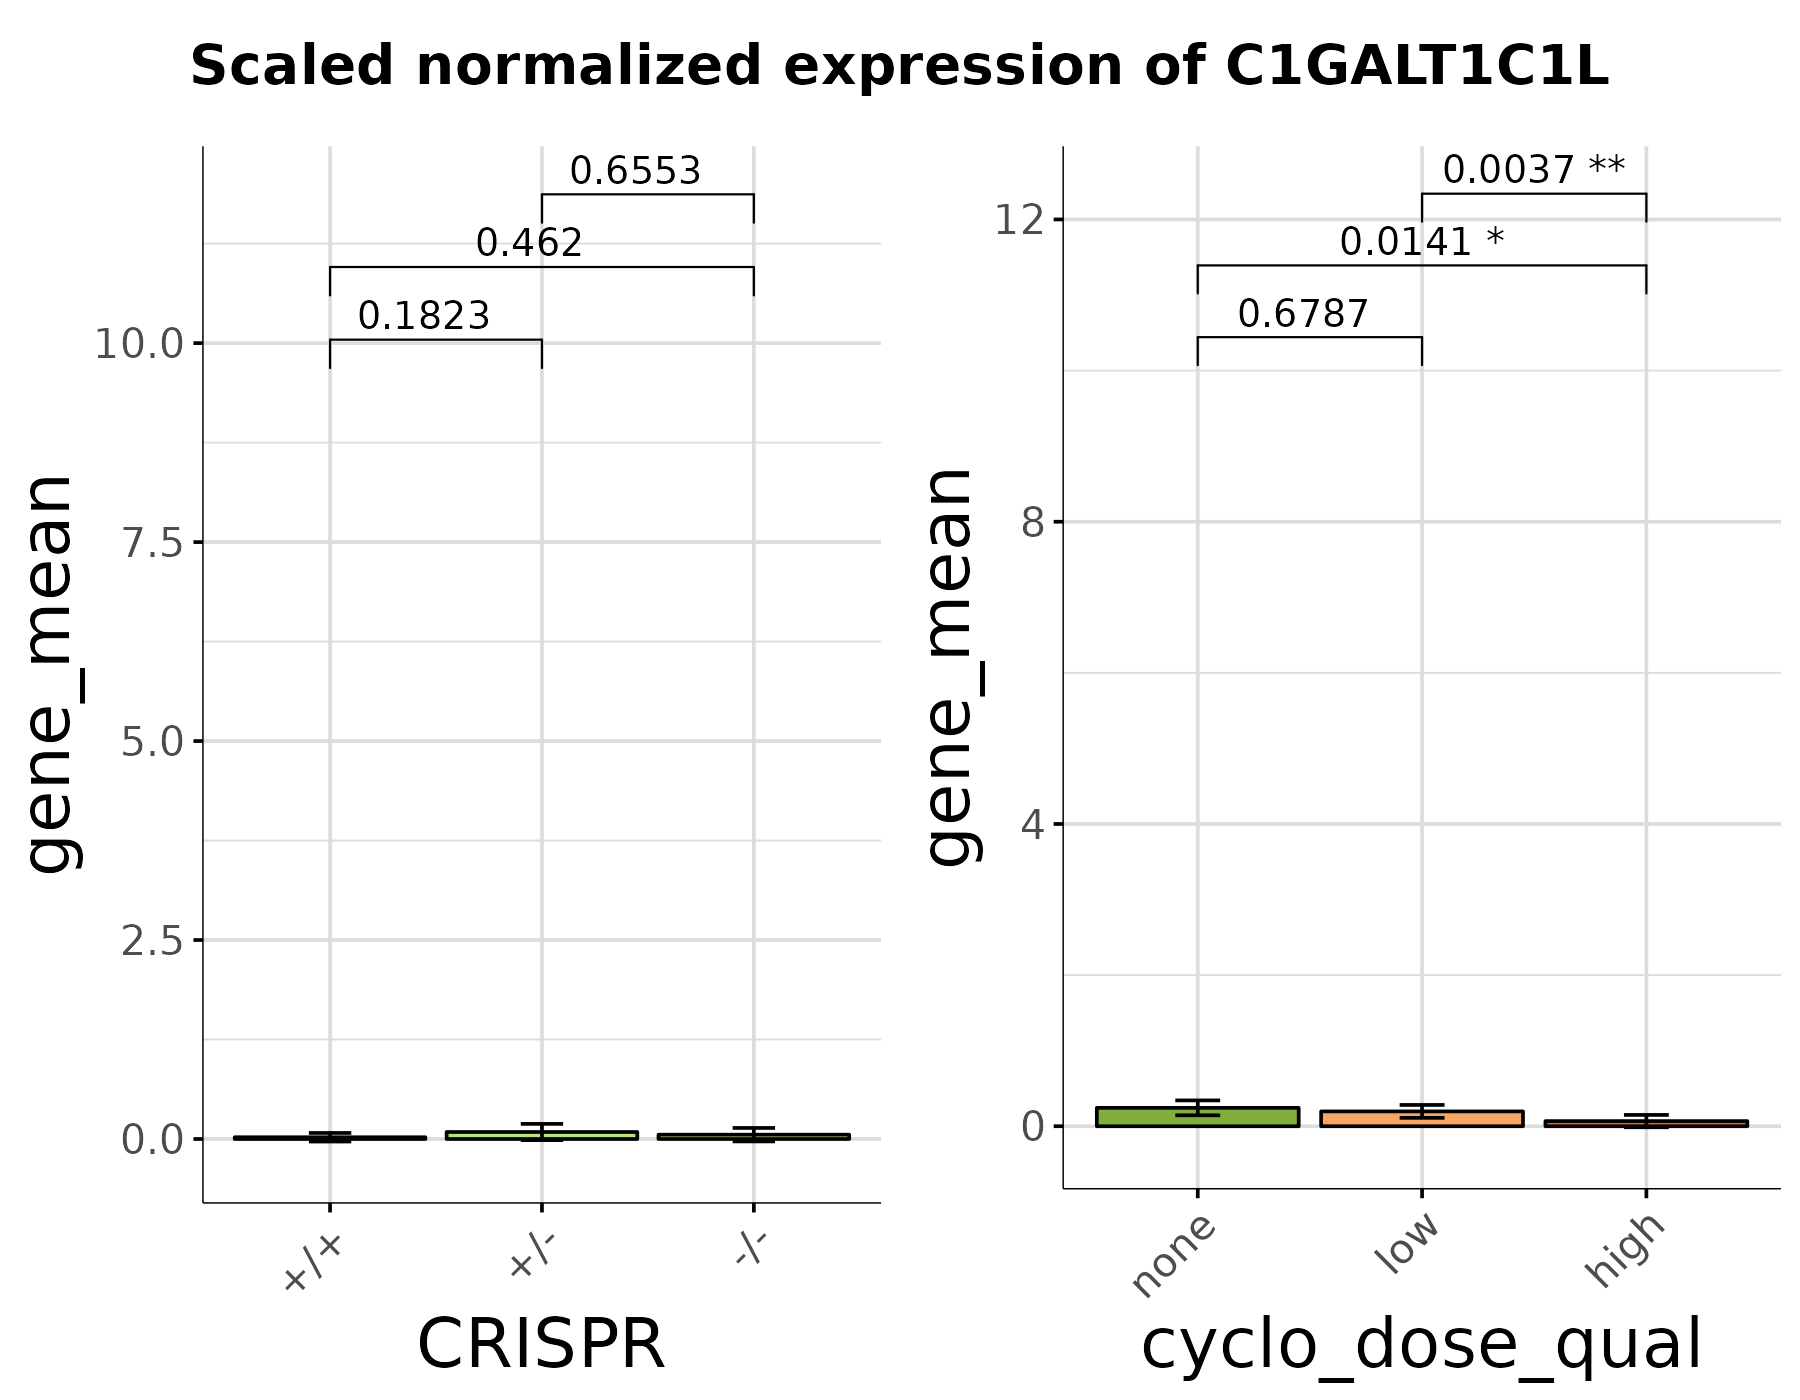 Scaled normalized expression of C1GALT1C1L
gene_mean
10.0
7.5
5.0
2.5
0.0
0.6553
0.462
0.1823
+/+
+/-
-/-
CRISPR
gene_mean
12
8
4
0
0.0037 **
0.0141 *
0.6787
none
low
high
cyclo_dose_qual